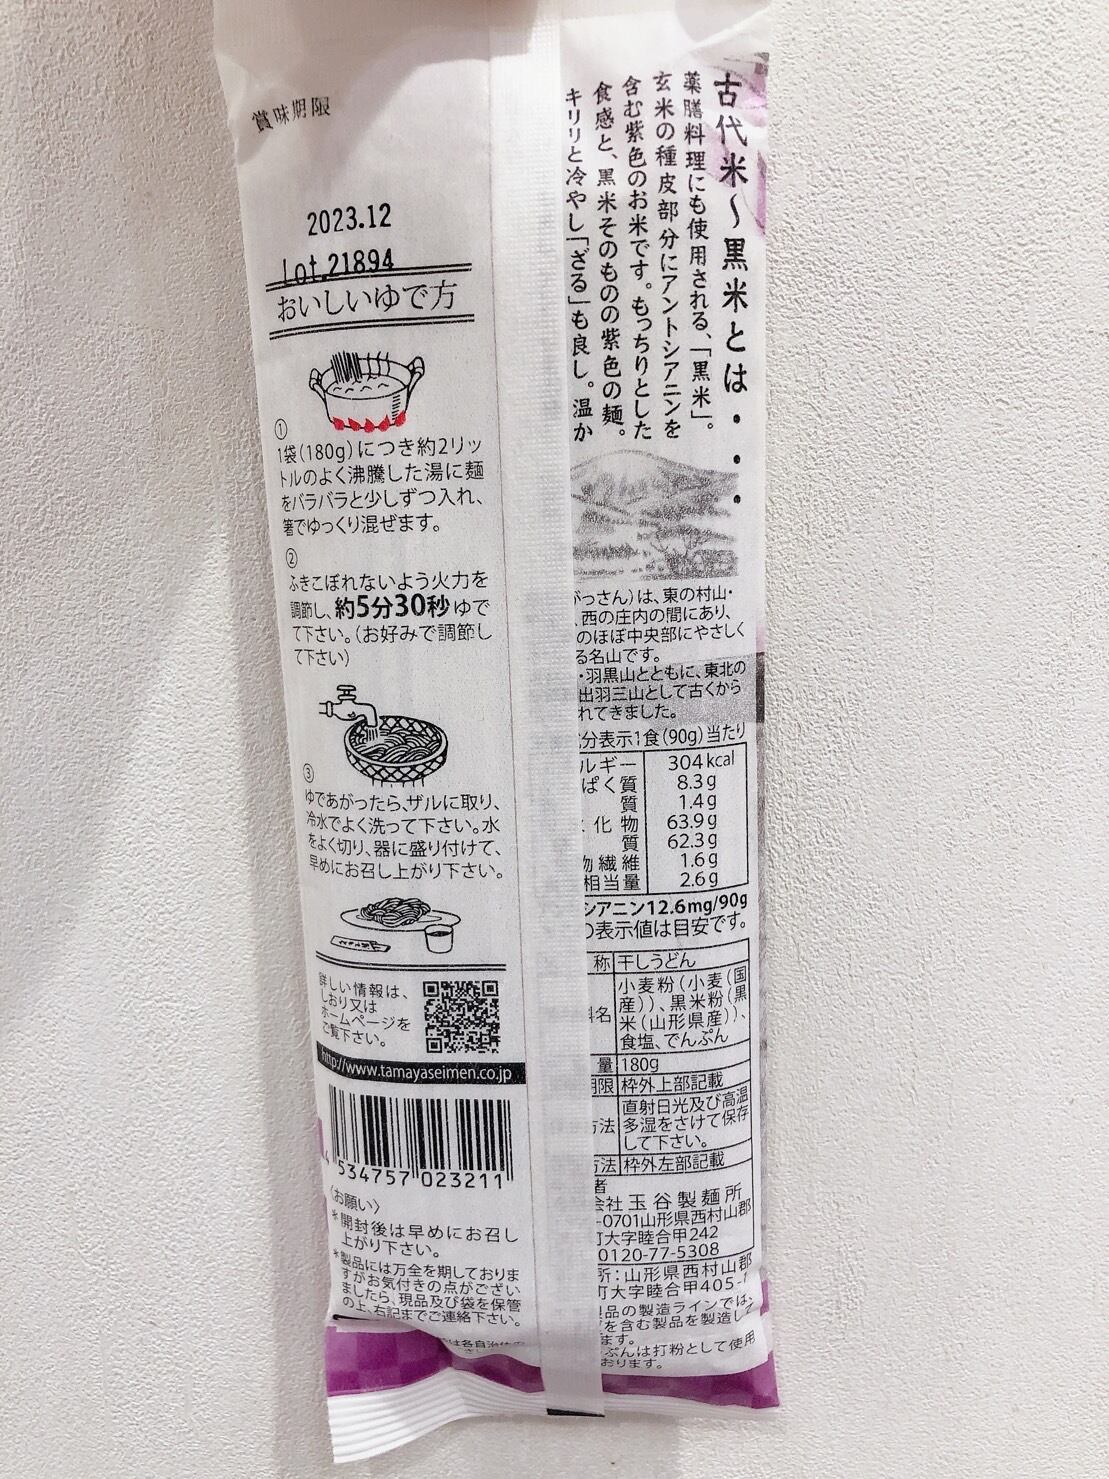 賞味期限
2023.12
Lot.21894
おいしいゆで方
①
1袋(180g)につき約2リッ
トルのよく沸騰した湯に麺
をバラバラと少しずつ入れ、
箸でゆっくり混ぜます。
②
ふきこぼれないよう火力を
調節し、約5分30秒ゆで
て下さい。(お好みで調節し
て下さい)
③
ゆであがったら、ザルに取り、
冷水でよく洗って下さい。水
をよく切り、器に盛り付けて、
早めにお召し上がり下さい。
詳しい情報は、
しおり又は
ホームページを
ご覧下さい。
http://www.tamayaseimen.co.jp
4 534757 023211
〈お願い〉
*開封後は早めにお召し
上がり下さい。
*製品には万全を期しておりま
すがお気付きの点がござい
ましたら、現品及び袋を保管
の上、右記までご連絡下さい。
は各自治体の
古代米〜黒米とは・・・
薬膳料理にも使用される、「黒米」。
玄米の種皮部分にアントシアニンを
含む紫色のお米です。もっちりとした
食感と、黒米そのものの紫色の麺。
キリリと冷やし「ざる」も良し。温か
がっさん)は、東の村山・
、西の庄内の間にあり、
のほぼ中央部にやさしく
る名山です。
・羽黒山とともに、東北の
出羽三山として古くから
れてきました。
分表示1食(90g)当たり
ルギー 304kcal
ぱく質 8.3g
質 1.4g
化物 63.9g
質 62.3g
物繊維 1.6g
相当量 2.6g
シアニン12.6mg/90g
の表示値は目安です。
称 干しうどん
料名 小麦粉(小麦(国
産))、黒米粉(黒
米(山形県産))、
食塩、でんぷん
量 180g
期限 枠外上部記載
方法 直射日光及び高温
多湿をさけて保存
して下さい。
方法 枠外左部記載
者
会社 玉谷製麺所
-0701山形県西村山郡
町大字睦合甲242
0120-77-5308
所:山形県西村山郡
町大字睦合甲405-1
品の製造ラインでは、
を含む製品を製造して
ます。
ぷんは打粉として使用
おります。